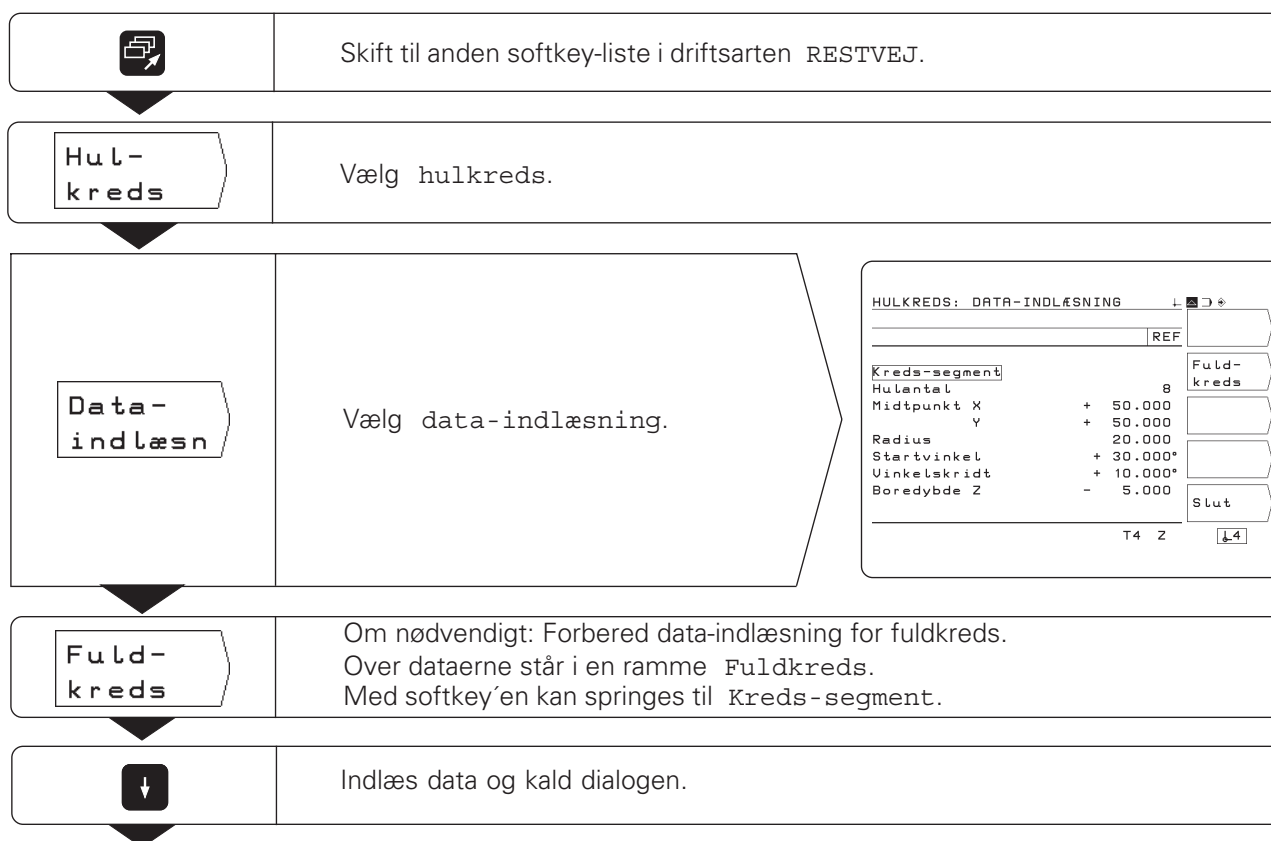 Skift til anden softkey-liste i driftsarten RESTVEJ.
Hul-
kreds
Vælg hulkreds.
Data-
indlæsn
Vælg data-indlæsning.
HULKREDS: DATA-INDLÆSNING
REF
Kreds-segment
Hulantal 8
Midtpunkt X + 50.000
Y + 50.000
Radius 20.000
Startvinkel + 30.000°
Vinkelskridt + 10.000°
Boredybde Z - 5.000
T4 Z
Fuld-
kreds
Slut
4
Fuld-
kreds
Om nødvendigt: Forbered data-indlæsning for fuldkreds.
Over dataerne står i en ramme Fuldkreds.
Med softkey´en kan springes til Kreds-segment.
Indlæs data og kald dialogen.